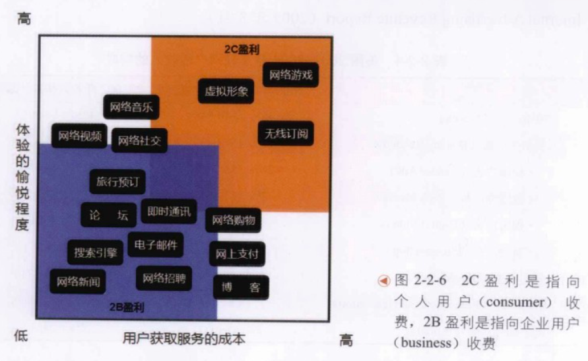 高
2C盈利
网络游戏
虚拟形象
网络音乐
网络视频
网络社交
无线订阅
体验的愉悦程度
旅行预订
论 坛
即时通讯
网络购物
搜索引擎
电子邮件
网上支付
网络新闻
网络招聘
博 客
2B盈利
低
用户获取服务的成本
高
图 2-2-6 2C 盈利是指向
个人用户(consumer)收
费,2B 盈利是指向企业用户
(business)收费